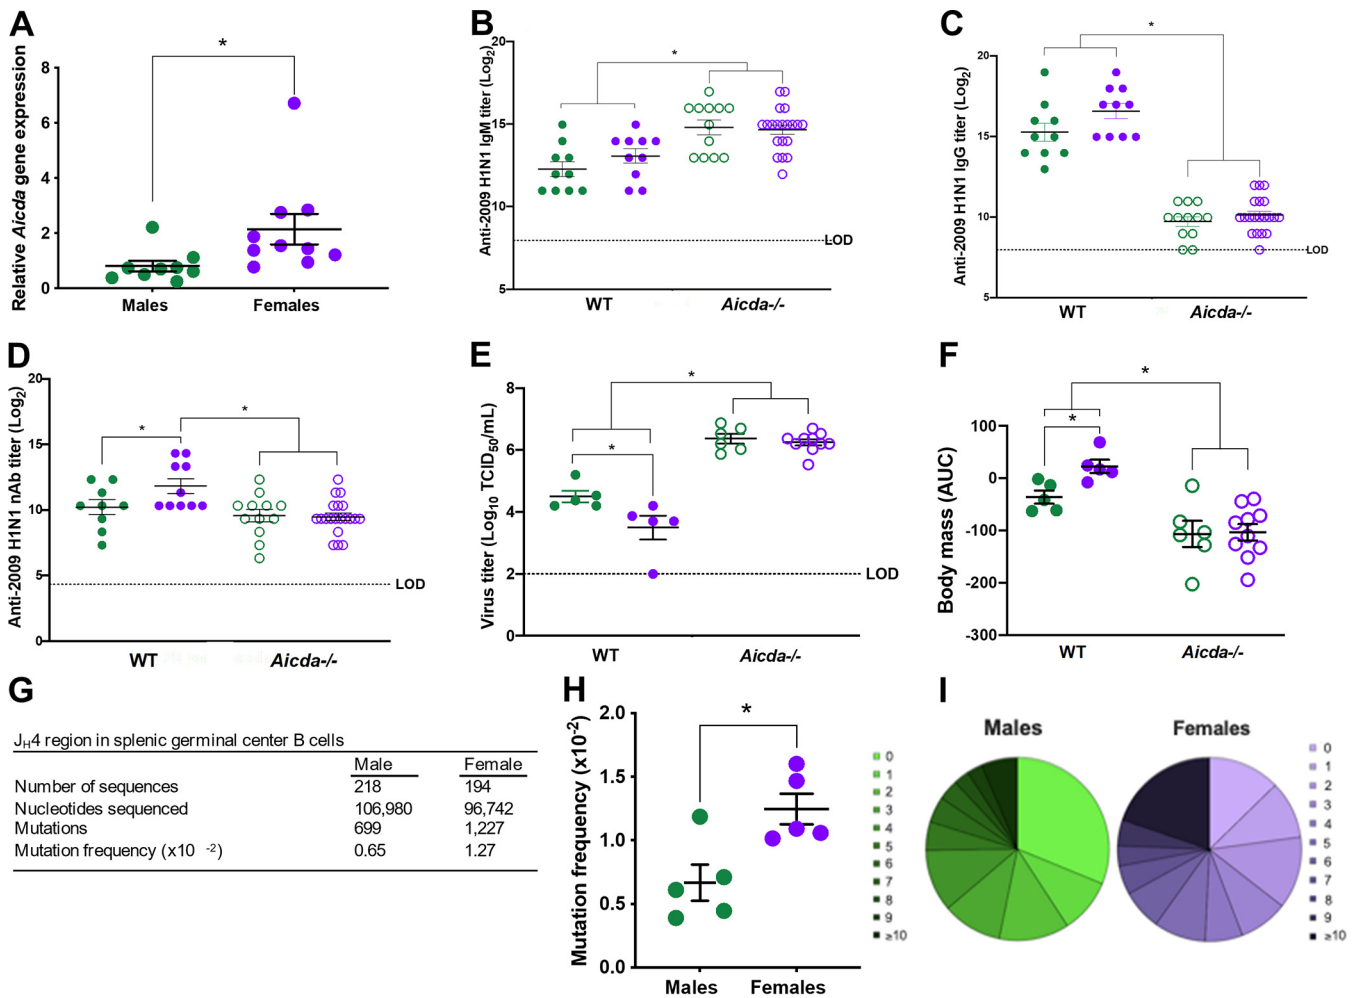 A
Relative Aicda gene expression
*
8
6
4
2
0
Males
Females
B
Anti-2009 H1N1 IgM titer (Log2)
*
20
15
10
5
LOD
WT
Aicda-/-
C
Anti-2009 H1N1 IgG titer (Log2)
*
20
15
10
5
LOD
WT
Aicda-/-
D
Anti-2009 H1N1 nAb titer (Log2)
*
*
20
15
10
5
0
LOD
WT
Aicda-/-
E
Virus titer (Log10 TCID50/mL)
*
*
8
6
4
2
0
LOD
WT
Aicda-/-
F
Body mass (AUC)
*
*
100
0
-100
-200
-300
WT
Aicda-/-
G
JH4 region in splenic germinal center B cells
Male Female
Number of sequences 218 194
Nucleotides sequenced 106,980 96,742
Mutations 699 1,227
Mutation frequency (x10 -2) 0.65 1.27
H
Mutation frequency (x10-2)
*
2.0
1.5
1.0
0.5
0.0
Males
Females
I
Males
0
1
2
3
4
5
6
7
8
9
≥10
Females
0
1
2
3
4
5
6
7
8
9
≥10